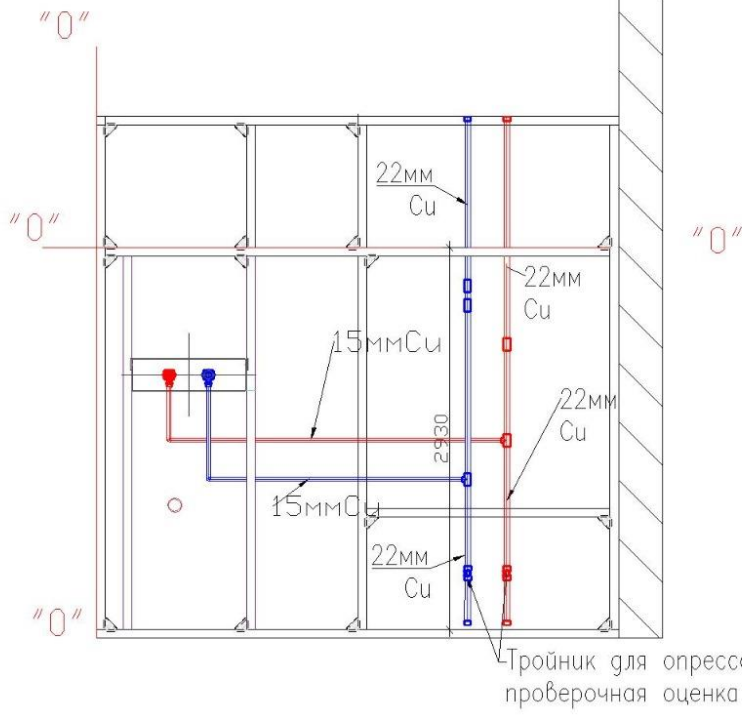 "0"
22мм
Cu
"0"
"0"
22мм
Cu
15ммCu
22мм
Cu
2930
15ммCu
22мм
Cu
"0"
Тройник для
проверочная оценка